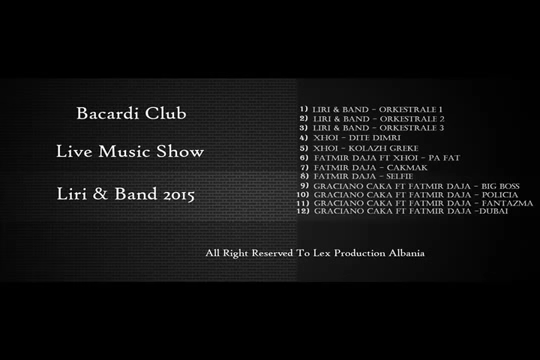 Bacardi Club
Live Music Show
Liri & Band 2015
1) LIRI & BAND - ORKESTRALE 1
2) LIRI & BAND - ORKESTRALE 2
3) LIRI & BAND - ORKESTRALE 3
4) XHOI - DITE DIMRI
5) XHOI - KOLAZH GREKE
6) FATMIR DAJA FT XHOI - PA FAT
7) FATMIR DAJA - CAKMAK
8) FATMIR DAJA - SELFIE
9) GRACIANO CAKA FT FATMIR DAJA - BIG BOSS
10) GRACIANO CAKA FT FATMIR DAJA - POLICIA
11) GRACIANO CAKA FT FATMIR DAJA - FANTAZMA
12) GRACIANO CAKA FT FATMIR DAJA -DUBAI
All Right Reserved To Lex Production Albania